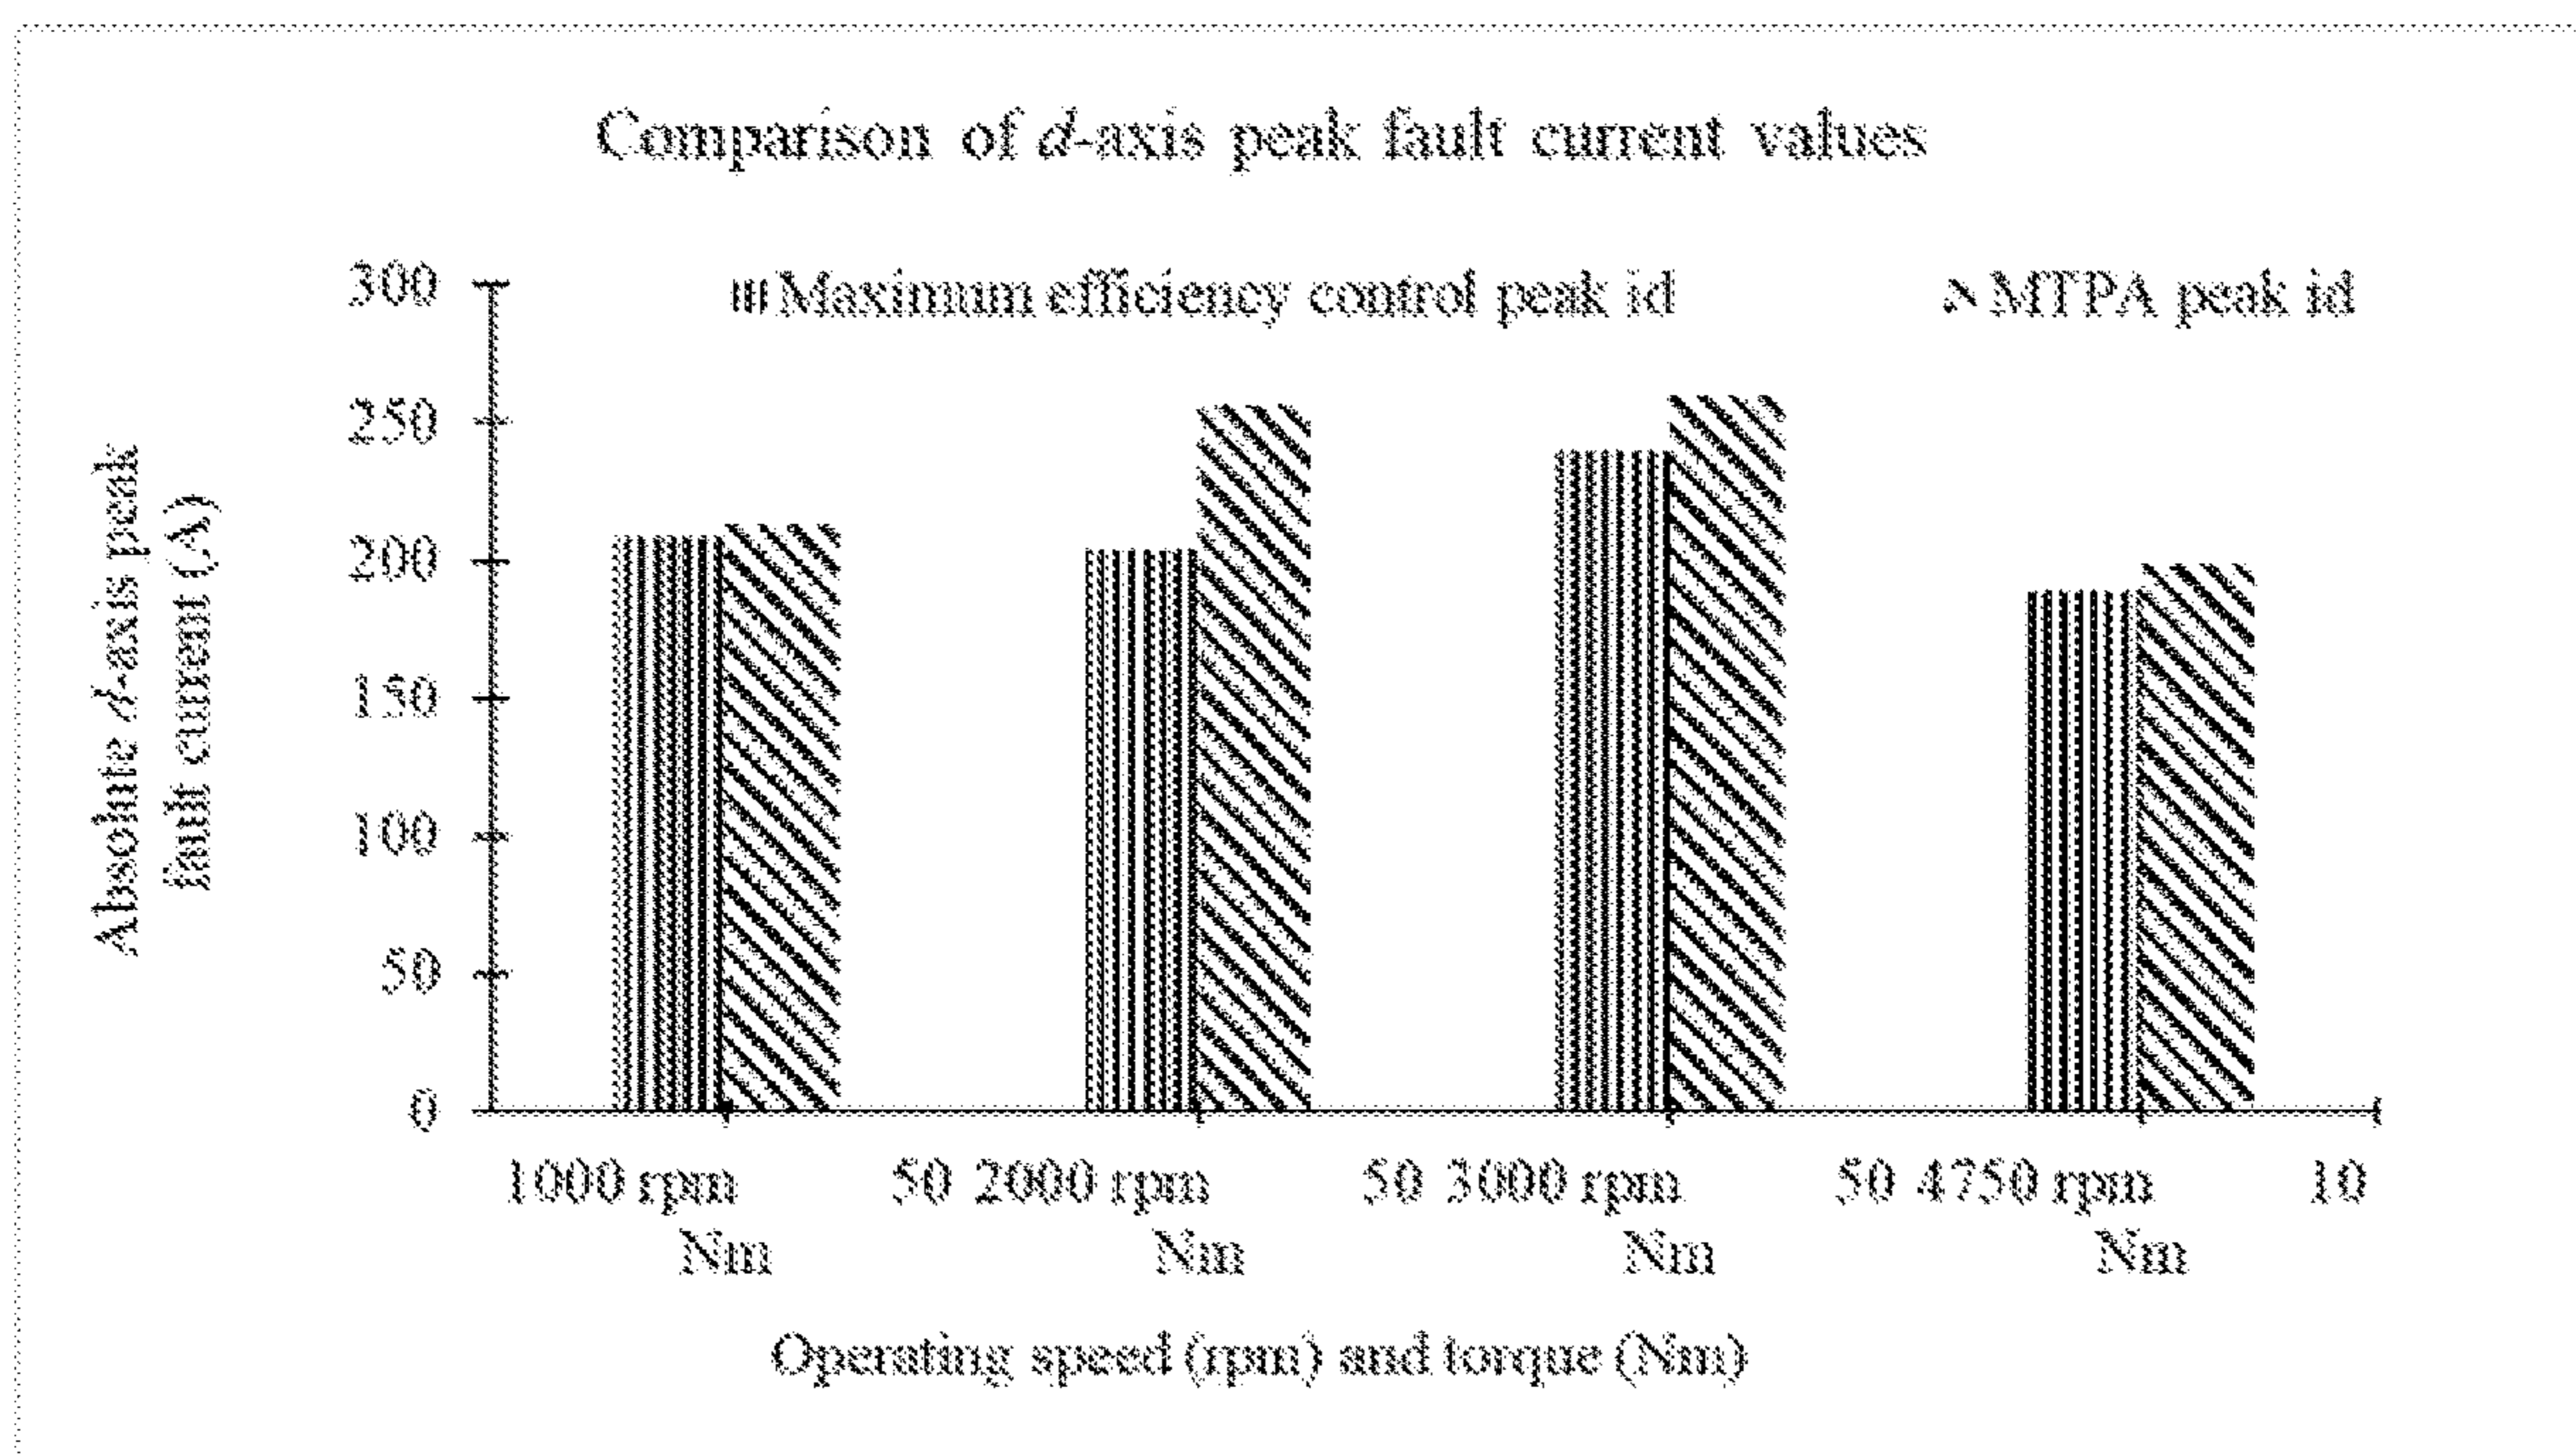 Comparison of d-axis peak fault current values
Maximum efficiency control peak id
MTPA peak id
300
250
200
150
100
50
0
Absolute d-axis peak
fault current (A)
1000 rpm 50
Nm
2000 rpm 50
Nm
3000 rpm 50
Nm
4750 rpm 10
Nm
Operating speed (rpm) and torque (Nm)